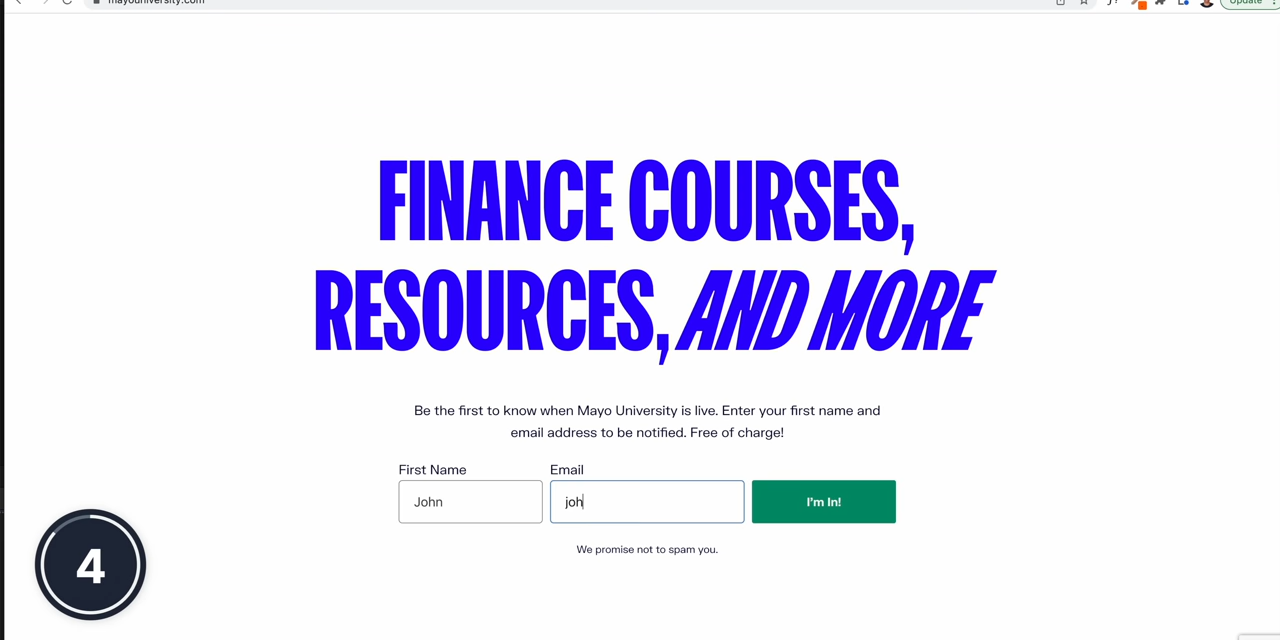 mayouniversity.com
Update
FINANCE COURSES,
RESOURCES, AND MORE
Be the first to know when Mayo University is live. Enter your first name and
email address to be notified. Free of charge!
First Name Email
John joh I'm In!
We promise not to spam you.
4